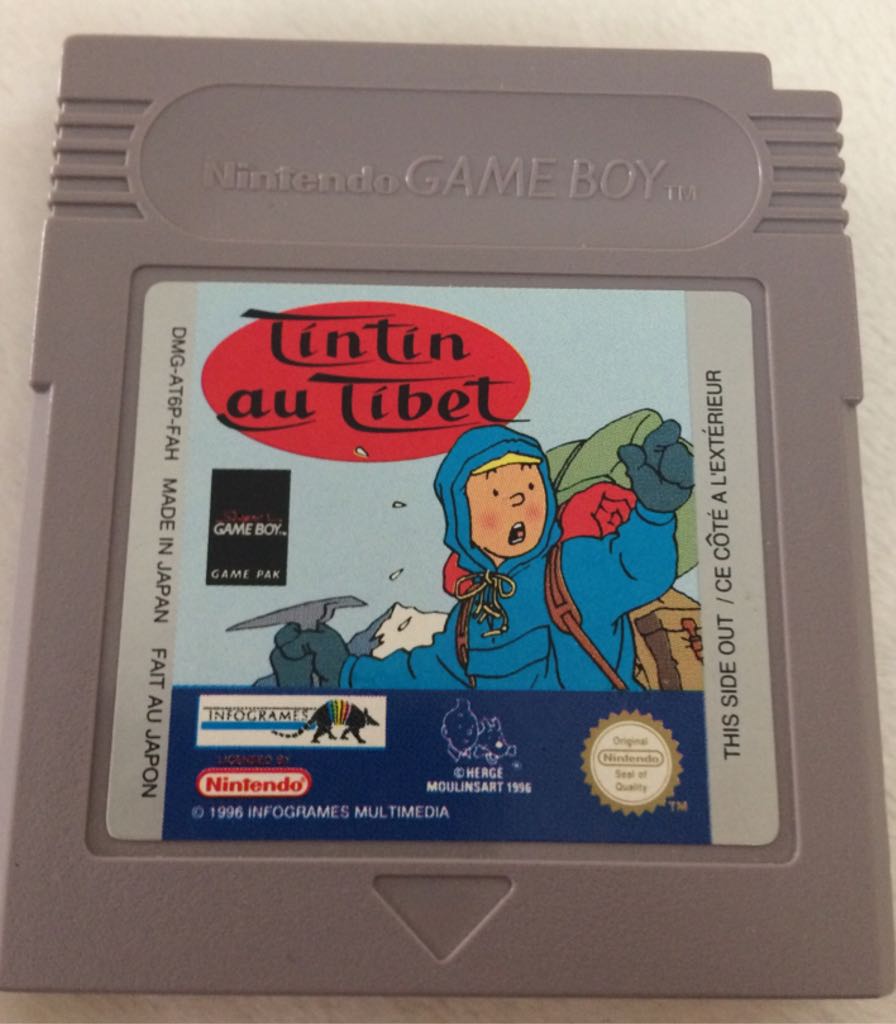 Nintendo GAME BOY TM
Tintin
au Tibet
DMG-AT6P-FAH MADE IN JAPAN FAIT AU JAPON
Super
GAME BOY TM
GAME PAK
THIS SIDE OUT / CE CÔTÉ A L'EXTÉRIEUR
INFOGRAMES
LICENSED BY
Nintendo®
© 1996 INFOGRAMES MULTIMEDIA
© HERGE
MOULINSART 1996
Original
Nintendo
Seal of
Quality
TM